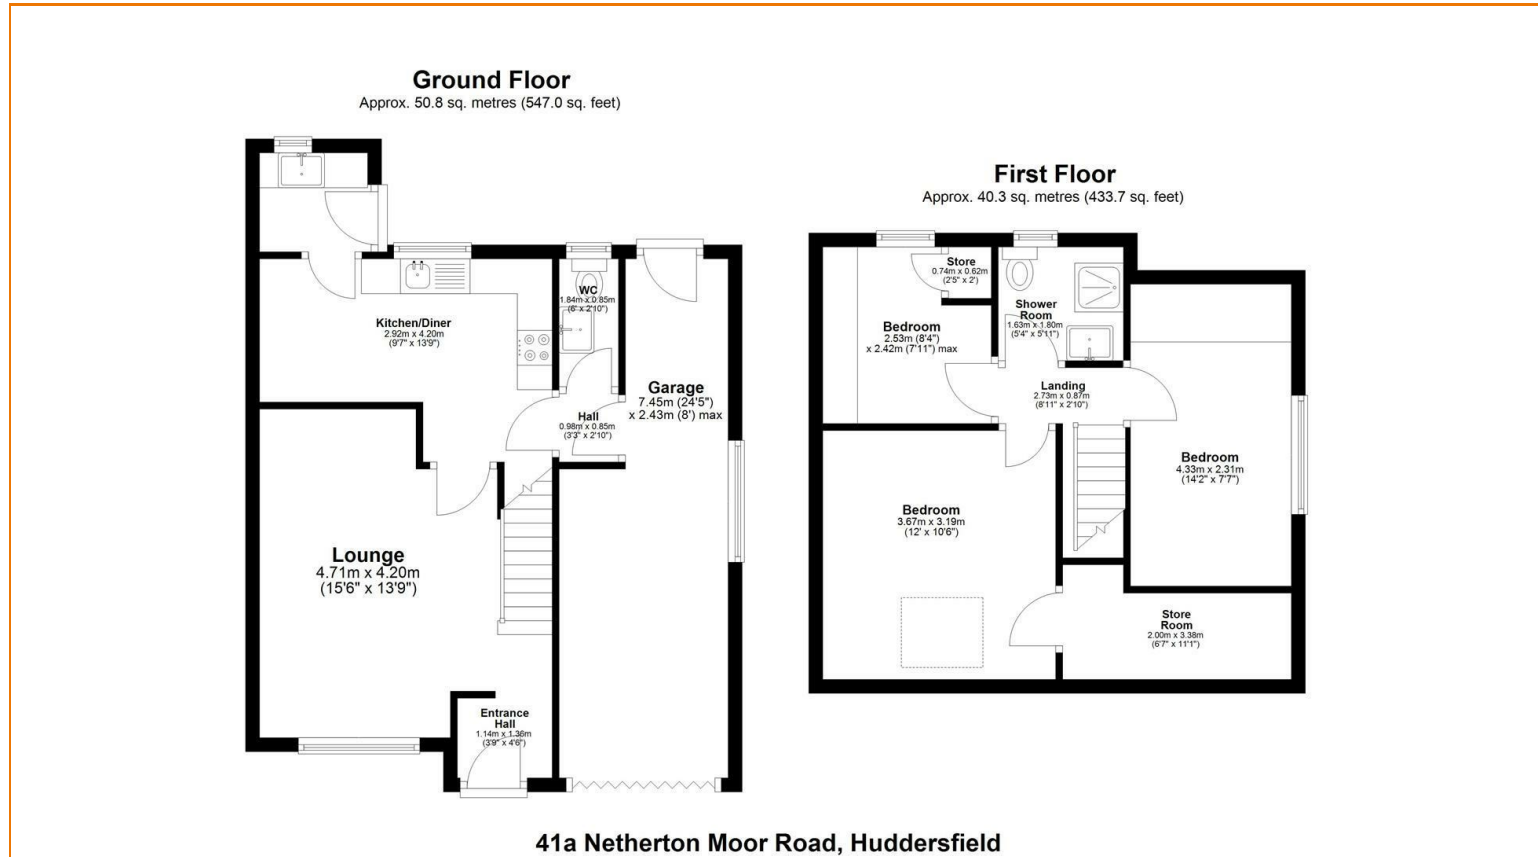 Ground Floor
Approx. 50.8 sq. metres (547.0 sq. feet)
First Floor
Approx. 40.3 sq. metres (433.7 sq. feet)
Kitchen/Diner
2.92m x 4.20m
(9'7" x 13'9")
WC
1.84m x 0.85m
(6' x 2'10")
Garage
7.45m (24'5")
x 2.43m (8') max
Hall
0.98m x 0.85m
(3'3" x 2'10")
Lounge
4.71m x 4.20m
(15'6" x 13'9")
Entrance
Hall
1.14m x 1.36m
(3'9" x 4'6")
Store
0.74m x 0.62m
(2'5" x 2')
Shower
Room
1.63m x 1.80m
(5'4" x 5'11")
Bedroom
2.53m (8'4")
x 2.42m (7'11") max
Landing
2.73m x 0.87m
(8'11" x 2'10")
Bedroom
4.33m x 2.31m
(14'2" x 7'7")
Bedroom
3.67m x 3.19m
(12' x 10'6")
Store
Room
2.00m x 3.38m
(6'7" x 11'1")
41a Netherton Moor Road, Huddersfield